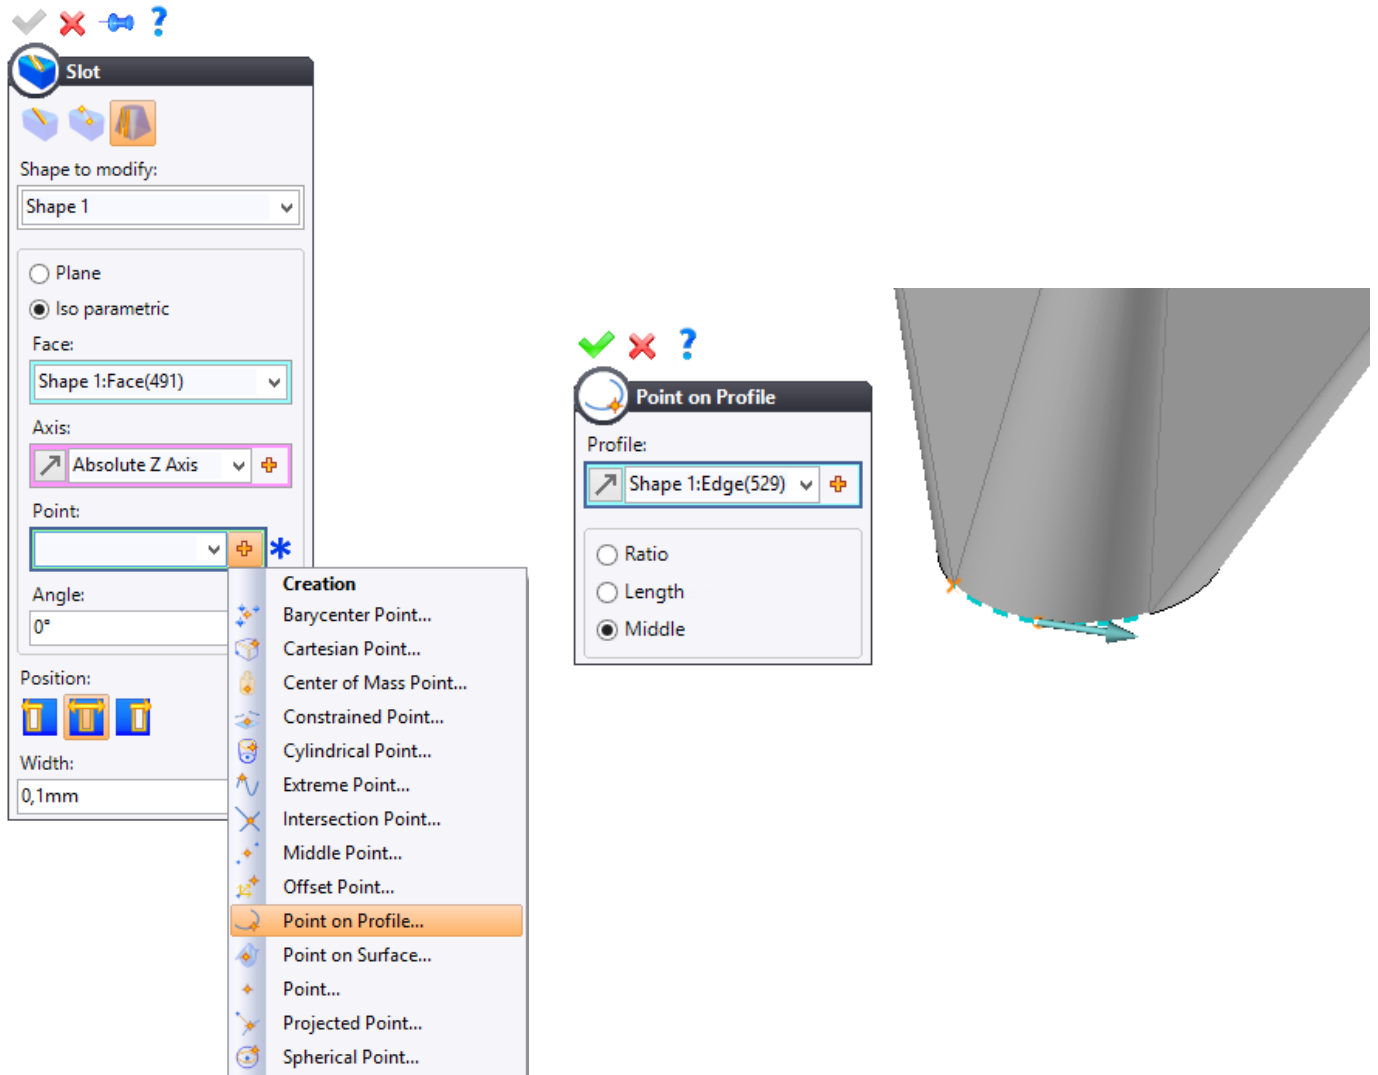 Slot
Shape to modify:
Shape 1
Plane
Iso parametric
Face:
Shape 1:Face(491)
Axis:
Absolute Z Axis
Point:
Angle:
0°
Position:
Width:
0,1mm
Creation
Barycenter Point...
Cartesian Point...
Center of Mass Point...
Constrained Point...
Cylindrical Point...
Extreme Point...
Intersection Point...
Middle Point...
Offset Point...
Point on Profile...
Point on Surface...
Point...
Projected Point...
Spherical Point...
Point on Profile
Profile:
Shape 1:Edge(529)
Ratio
Length
Middle